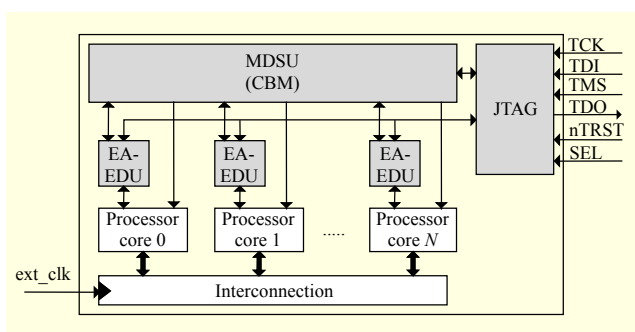 MDSU
(CBM)
JTAG
TCK
TDI
TMS
TDO
nTRST
SEL
EA-
EDU
EA-
EDU
EA-
EDU
Processor
core 0
Processor
core 1
.....
Processor
core N
ext_clk
Interconnection